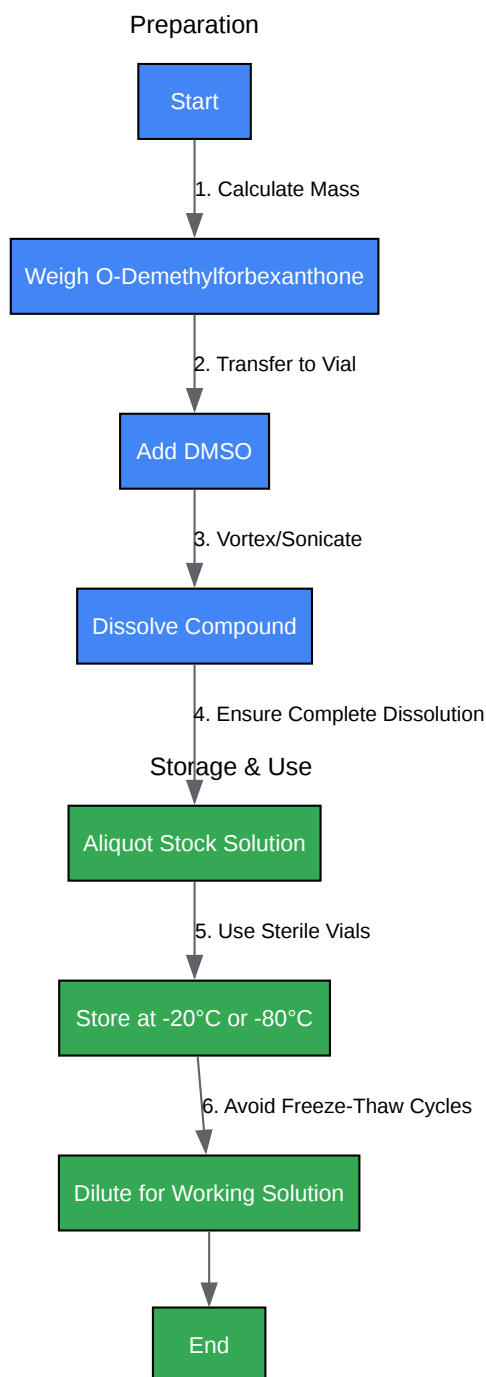 Preparation
Start
1. Calculate Mass
Weigh O-Demethylforbexanthone
2. Transfer to Vial
Add DMSO
3. Vortex/Sonicate
Dissolve Compound
4. Ensure Complete Dissolution
Storage & Use
Aliquot Stock Solution
5. Use Sterile Vials
Store at -20°C or -80°C
6. Avoid Freeze-Thaw Cycles
Dilute for Working Solution
End